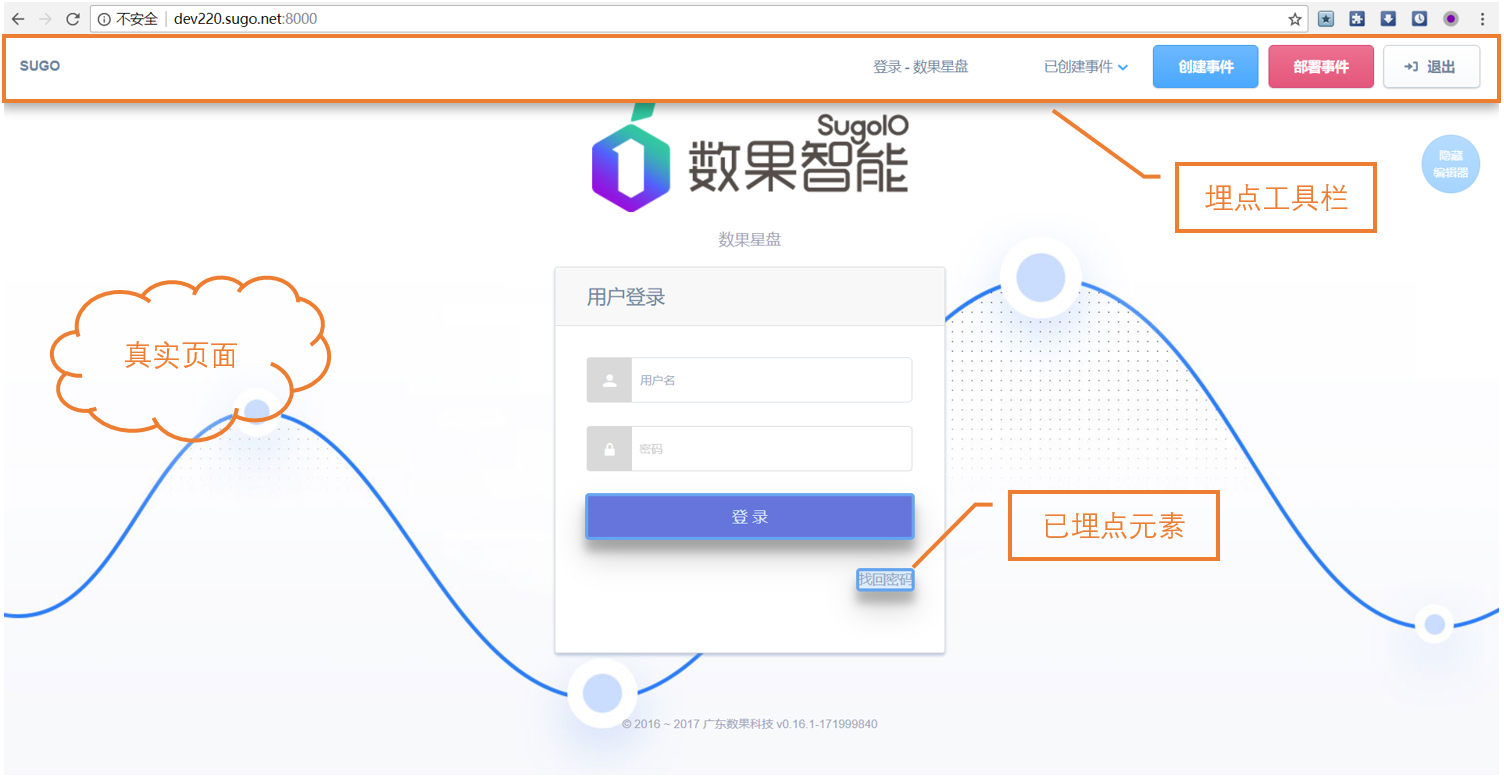 不安全 dev220.sugo.net:8000
SUGO 登录 - 数果星盘 已创建事件 创建事件 部署事件 退出
SugoIO
数果智能
隐藏
编辑器
埋点工具栏
数果星盘
用户登录
真实页面
用户名
密码
登 录
已埋点元素
找回密码
© 2016 ~ 2017 广东数果科技 v0.16.1-171999840